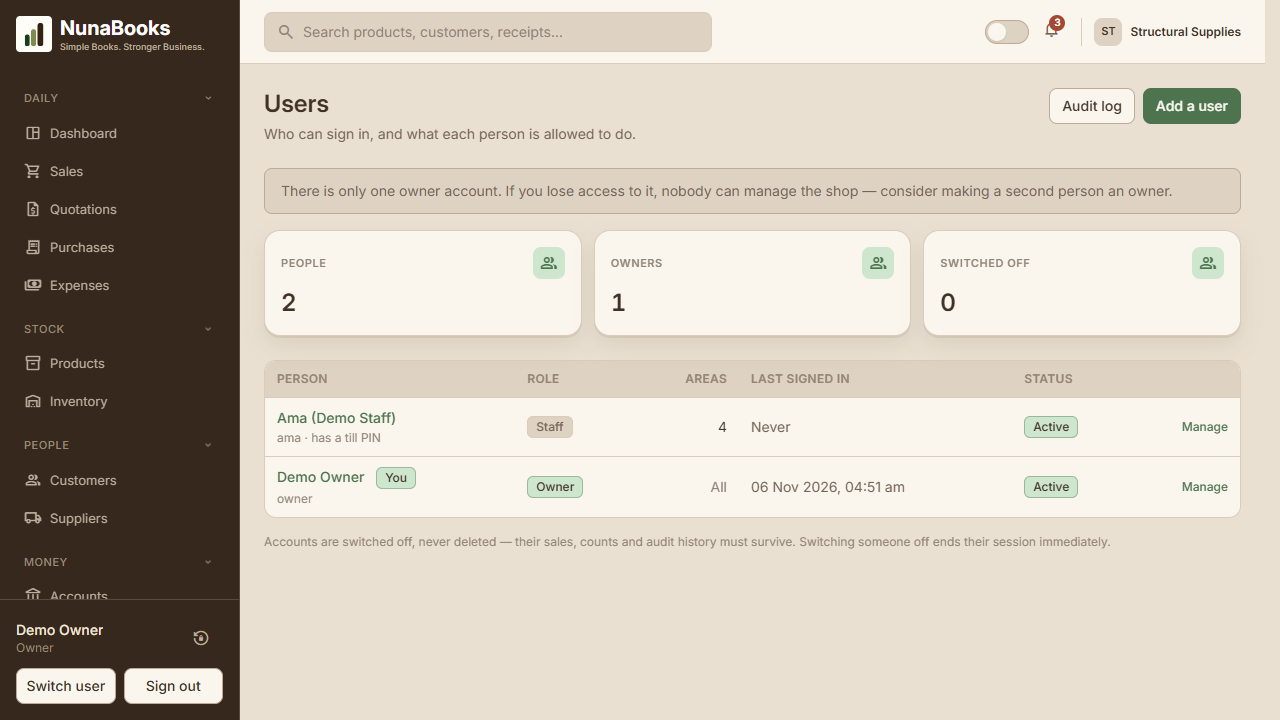 NunaBooks
Simple Books. Stronger Business.
DAILY
Dashboard
Sales
Quotations
Purchases
Expenses
STOCK
Products
Inventory
PEOPLE
Customers
Suppliers
MONEY
Accounts
Demo Owner
Owner
Switch user
Sign out
Search products, customers, receipts...
3
ST
Structural Supplies
Users
Who can sign in, and what each person is allowed to do.
Audit log
Add a user
There is only one owner account. If you lose access to it, nobody can manage the shop — consider making a second person an owner.
PEOPLE
2
OWNERS
1
SWITCHED OFF
0
PERSON ROLE AREAS LAST SIGNED IN STATUS
Ama (Demo Staff)
ama · has a till PIN
Staff 4 Never Active Manage
Demo Owner You
owner
Owner All 06 Nov 2026, 04:51 am Active Manage
Accounts are switched off, never deleted — their sales, counts and audit history must survive. Switching someone off ends their session immediately.